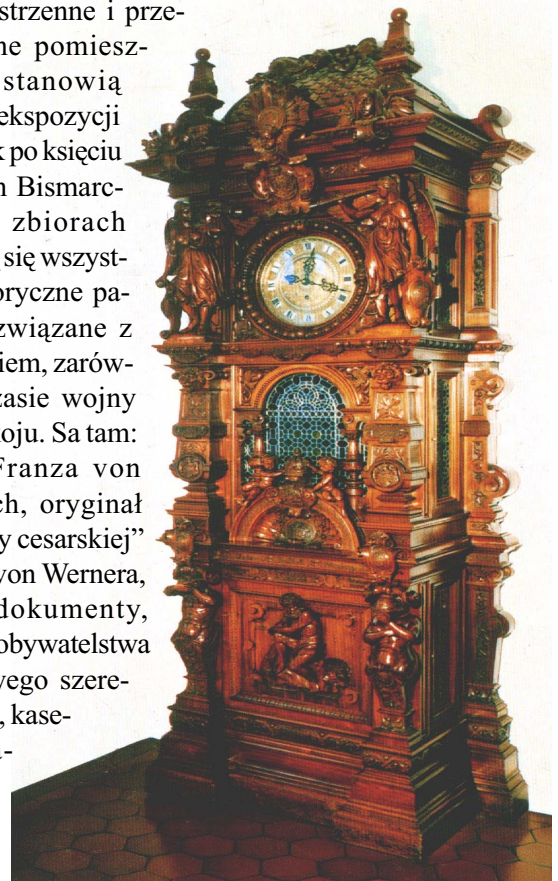 strzenne i prze-
ne pomiesz-
stanowią
ekspozycji
k po księciu
n Bismarc-
zbiorach
się wszyst-
oryczne pa-
związane z
iem, zarów-
zasie wojny
koju. Sa tam:
Franza von
ch, oryginał
y cesarskiej”
von Wernera,
dokumenty,
obywatelstwa
wego szere-
, kase-